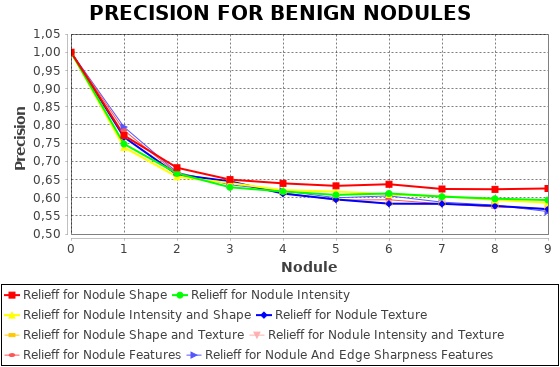 PRECISION FOR BENIGN NODULES
1,05
1,00
0,95
0,90
0,85
0,80
0,75
0,70
0,65
0,60
0,55
0,50
Precision
0 1 2 3 4 5 6 7 8 9
Nodule
Relieff for Nodule Shape Relieff for Nodule Intensity
Relieff for Nodule Intensity and Shape Relieff for Nodule Texture
Relieff for Nodule Shape and Texture Relieff for Nodule Intensity and Texture
Relieff for Nodule Features Relieff for Nodule And Edge Sharpness Features